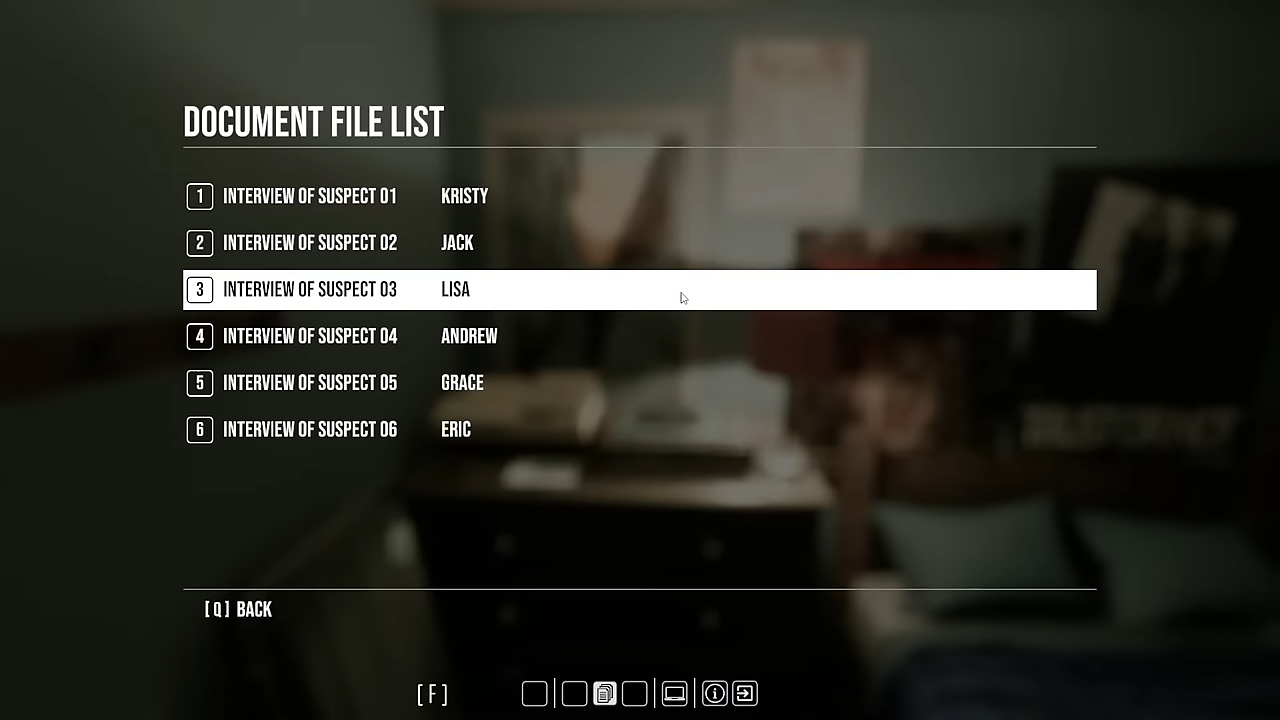 DOCUMENT FILE LIST
1 INTERVIEW OF SUSPECT 01 KRISTY
2 INTERVIEW OF SUSPECT 02 JACK
3 INTERVIEW OF SUSPECT 03 LISA
4 INTERVIEW OF SUSPECT 04 ANDREW
5 INTERVIEW OF SUSPECT 05 GRACE
6 INTERVIEW OF SUSPECT 06 ERIC
[ Q ] BACK
[ F ]